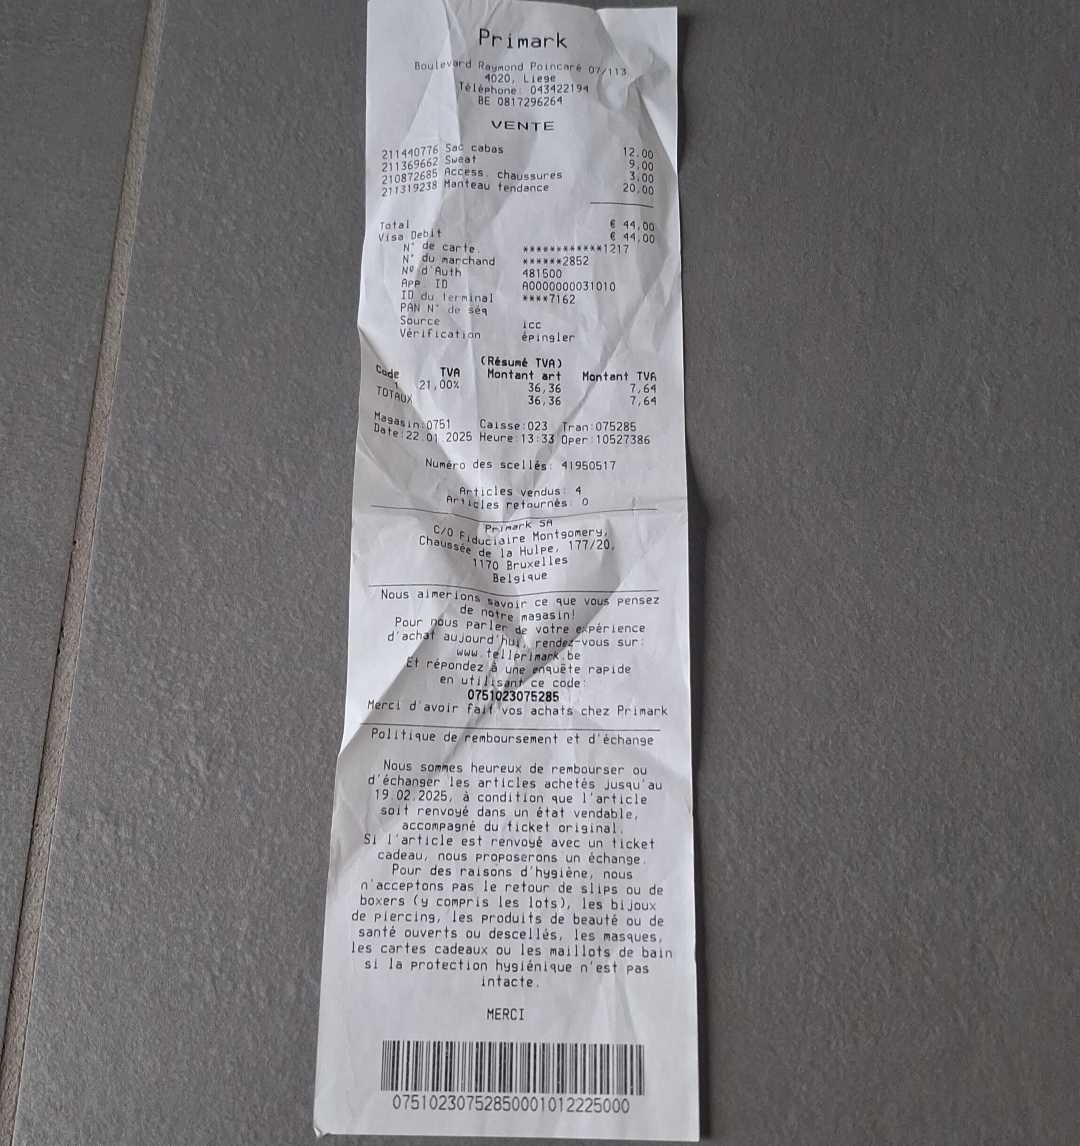 Primark
Boulevard Raymond Poincaré 07/113
4020, Liege
Téléphone: 043422194
BE 0817296264
VENTE
211440776 Sac cabas 12,00
211369662 Sweat 9,00
210872685 Access. chaussures 3,00
211319238 Manteau tendance 20,00
Total € 44,00
Visa Debit € 44,00
N° de carte. ************1217
N° du marchand ******2852
Nº d'Auth 481500
App. ID A0000000031010
ID du terminal ****7162
PAN N° de séq
Source icc
Vérification épingler
(Résumé TVA)
Code TVA Montant art Montant TVA
1 21,00% 36,36 7,64
TOTAUX 36,36 7,64
Magasin:0751 Caisse:023 Tran:075285
Date:22.01.2025 Heure:13:33 Oper:10527386
Numéro des scellés: 41950517
Articles vendus: 4
Articles retournés: 0
Primark SA
C/O Fiduciaire Montgomery,
Chaussée de la Hulpe, 177/20,
1170 Bruxelles
Belgique
Nous aimerions savoir ce que vous pensez
de notre magasin!
Pour nous parler de votre expérience
d'achat aujourd'hui, rendez-vous sur:
www.tellprimark.be
Et répondez à une enquête rapide
en utilisant ce code:
0751023075285
Merci d'avoir fait vos achats chez Primark
Politique de remboursement et d'échange
Nous sommes heureux de rembourser ou
d'échanger les articles achetés jusqu'au
19.02.2025, à condition que l'article
soit renvoyé dans un état vendable,
accompagné du ticket original.
Si l'article est renvoyé avec un ticket
cadeau, nous proposerons un échange.
Pour des raisons d'hygiène, nous
n'acceptons pas le retour de slips ou de
boxers (y compris les lots), les bijoux
de piercing, les produits de beauté ou de
santé ouverts ou descellés, les masques,
les cartes cadeaux ou les maillots de bain
si la protection hygiénique n'est pas
intacte.
MERCI
07510230752850001012225000